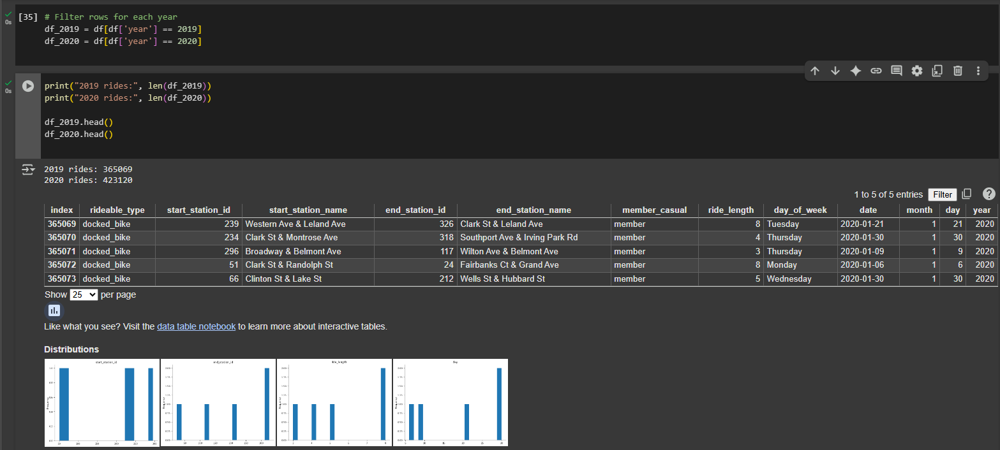 [35] # Filter rows for each year
0s
df_2019 = df[df['year'] == 2019]
df_2020 = df[df['year'] == 2020]
0s
print("2019 rides:", len(df_2019))
print("2020 rides:", len(df_2020))
df_2019.head()
df_2020.head()
2019 rides: 365069
2020 rides: 423120
1 to 5 of 5 entries Filter
index rideable_type start_station_id start_station_name end_station_id end_station_name member_casual ride_length day_of_week date month day year
365069 docked_bike 239 Western Ave & Leland Ave 326 Clark St & Leland Ave member 8 Tuesday 2020-01-21 1 21 2020
365070 docked_bike 234 Clark St & Montrose Ave 318 Southport Ave & Irving Park Rd member 4 Thursday 2020-01-30 1 30 2020
365071 docked_bike 296 Broadway & Belmont Ave 117 Wilton Ave & Belmont Ave member 3 Thursday 2020-01-09 1 9 2020
365072 docked_bike 51 Clark St & Randolph St 24 Fairbanks Ct & Grand Ave member 8 Monday 2020-01-06 1 6 2020
365073 docked_bike 66 Clinton St & Lake St 212 Wells St & Hubbard St member 5 Wednesday 2020-01-30 1 30 2020
Show 25 per page
Like what you see? Visit the data table notebook to learn more about interactive tables.
Distributions
start_station_id end_station_id ride_length day